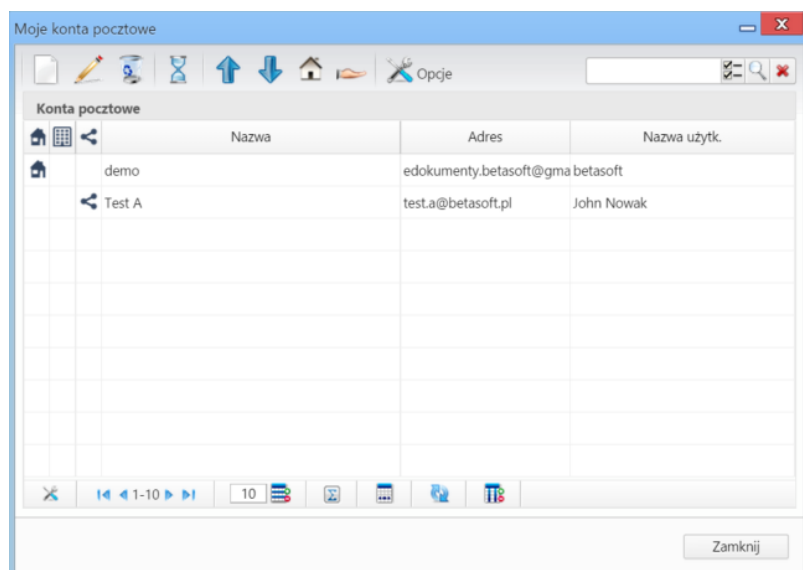 Moje konta pocztowe
Opcje
Konta pocztowe
Nazwa Adres Nazwa użytk.
demo edokumenty.betasoft@gma betasoft
Test A test.a@betasoft.pl John Nowak
1-10 10
Zamknij